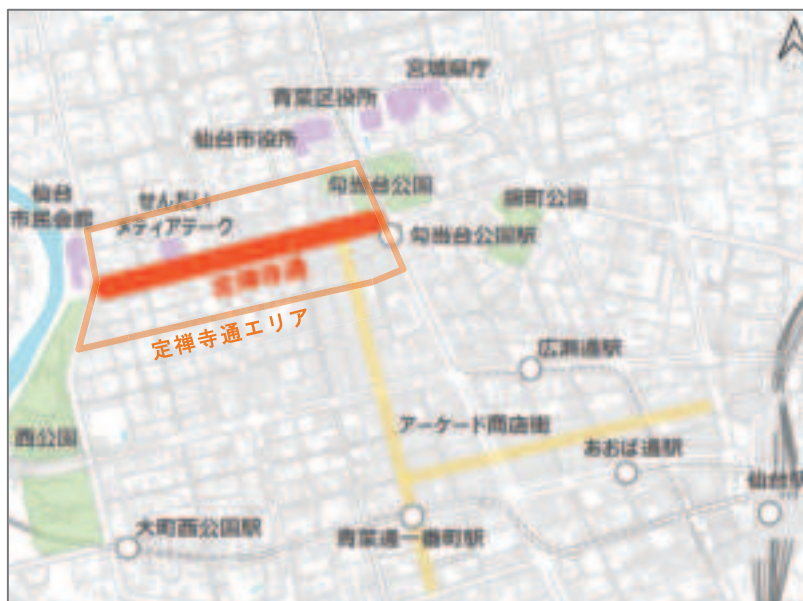 宮城県庁
青葉区役所
仙台市役所
勾当台公園
錦町公園
仙台
市民会館
せんだい
メディアテーク
勾当台公園駅
定禅寺通
定禅寺通エリア
広瀬通駅
アーケード商店街
西公園
あおば通駅
仙台駅
大町西公園駅
青葉通一番町駅